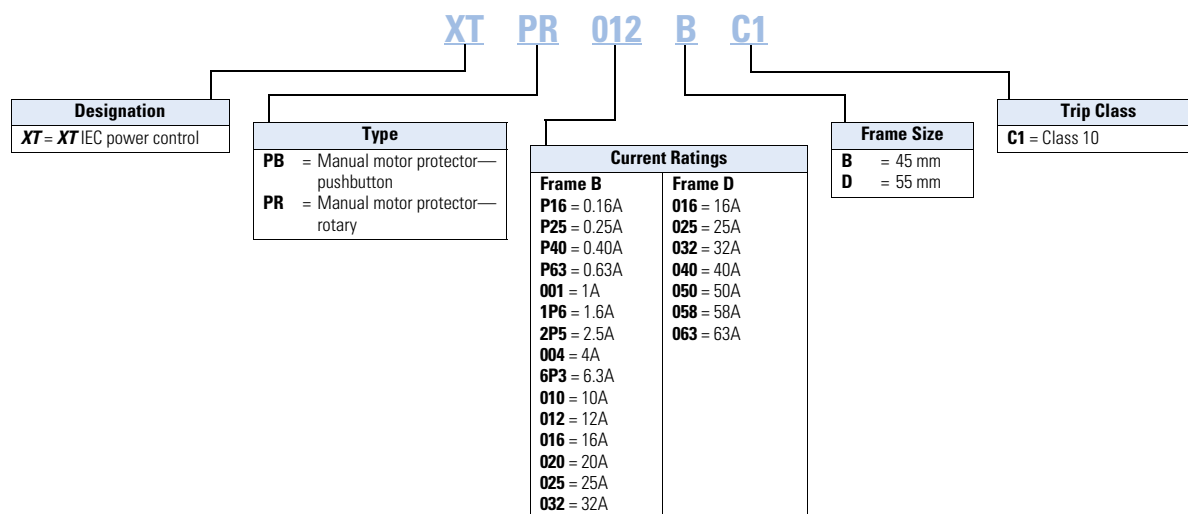 XT PR 012 B C1
Designation
XT = XT IEC power control
Type
PB = Manual motor protector—
pushbutton
PR = Manual motor protector—
rotary
Current Ratings
Frame B
P16 = 0.16A
P25 = 0.25A
P40 = 0.40A
P63 = 0.63A
001 = 1A
1P6 = 1.6A
2P5 = 2.5A
004 = 4A
6P3 = 6.3A
010 = 10A
012 = 12A
016 = 16A
020 = 20A
025 = 25A
032 = 32A
Frame D
016 = 16A
025 = 25A
032 = 32A
040 = 40A
050 = 50A
058 = 58A
063 = 63A
Frame Size
B = 45 mm
D = 55 mm
Trip Class
C1 = Class 10